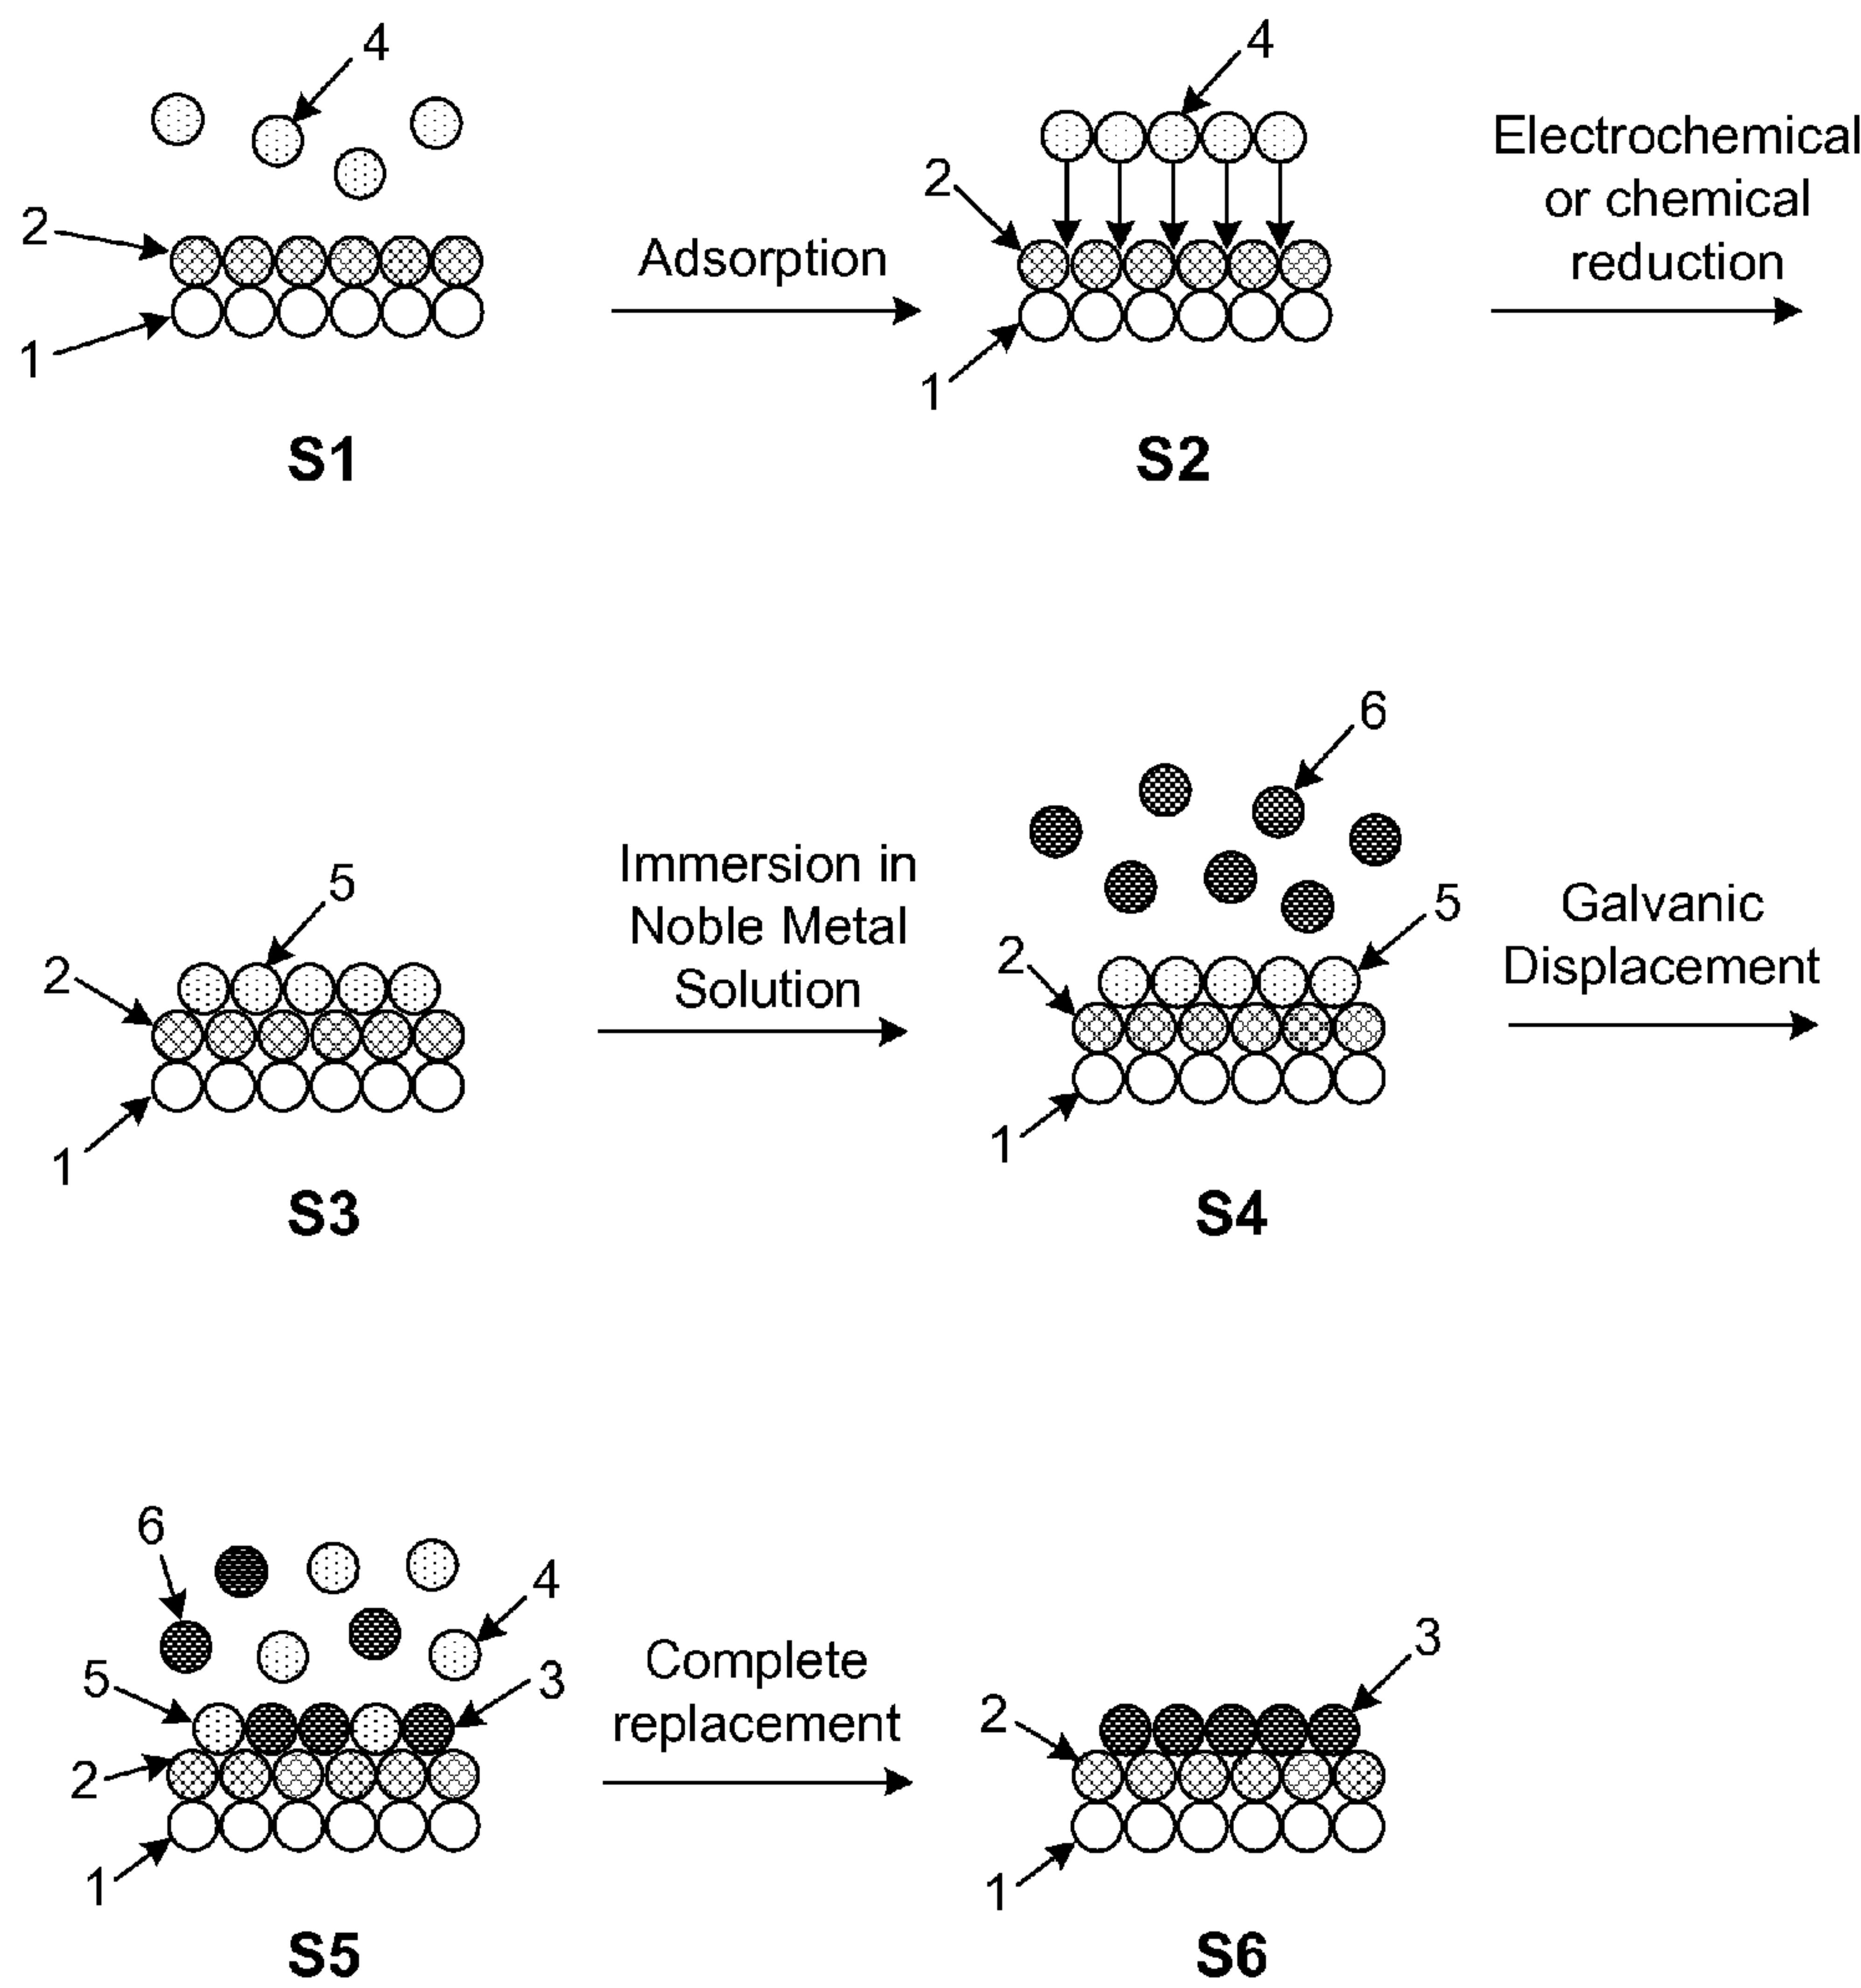 4
2
1
S1
Adsorption
4
2
1
S2
Electrochemical
or chemical
reduction
5
2
1
S3
Immersion in
Noble Metal
Solution
6
5
2
1
S4
Galvanic
Displacement
6
4
5
3
2
1
S5
Complete
replacement
3
2
1
S6